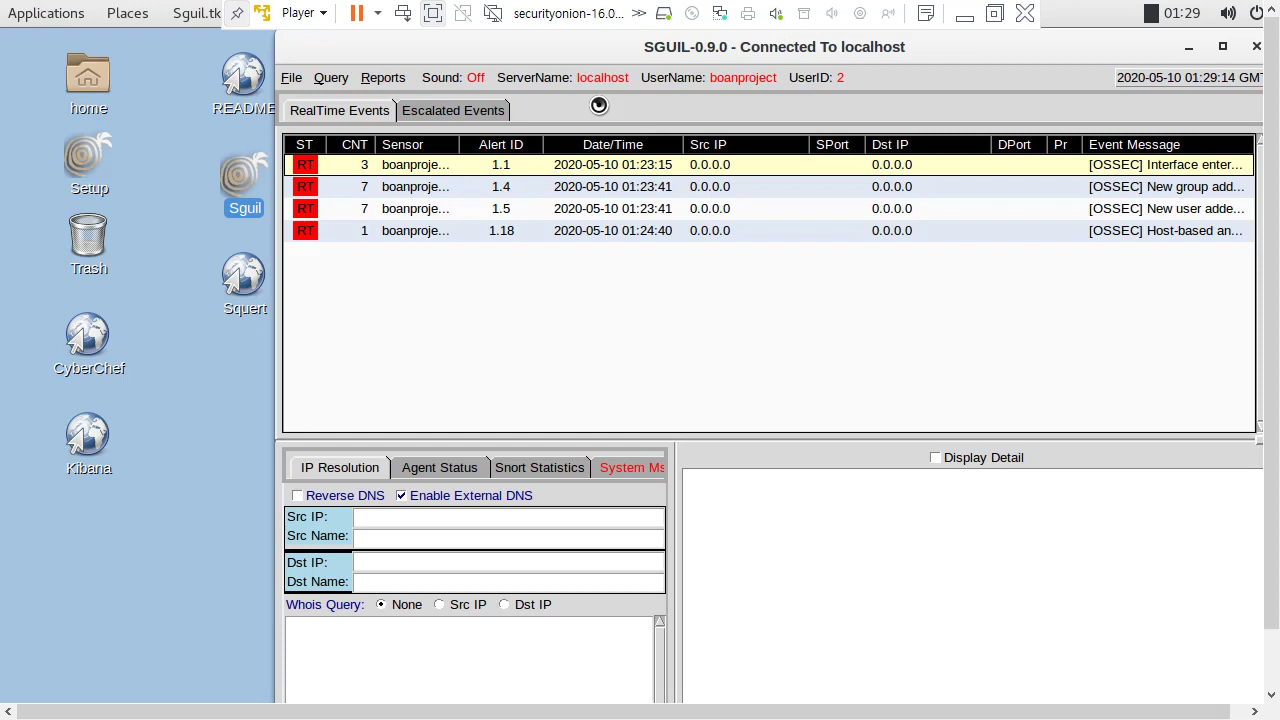 Applications Places Sguil.tk Player securityonion-16.0... >> 01:29
SGUIL-0.9.0 - Connected To localhost
File Query Reports Sound: Off ServerName: localhost UserName: boanproject UserID: 2 2020-05-10 01:29:14 GMT
RealTime Events Escalated Events
ST CNT Sensor Alert ID Date/Time Src IP SPort Dst IP DPort Pr Event Message
RT 3 boanproje... 1.1 2020-05-10 01:23:15 0.0.0.0 0.0.0.0 [OSSEC] Interface enter...
RT 7 boanproje... 1.4 2020-05-10 01:23:41 0.0.0.0 0.0.0.0 [OSSEC] New group add...
RT 7 boanproje... 1.5 2020-05-10 01:23:41 0.0.0.0 0.0.0.0 [OSSEC] New user adde...
RT 1 boanproje... 1.18 2020-05-10 01:24:40 0.0.0.0 0.0.0.0 [OSSEC] Host-based an...
home
README
Setup
Sguil
Trash
Squert
CyberChef
Kibana
IP Resolution Agent Status Snort Statistics System Ms
Display Detail
Reverse DNS Enable External DNS
Src IP:
Src Name:
Dst IP:
Dst Name:
Whois Query: None Src IP Dst IP